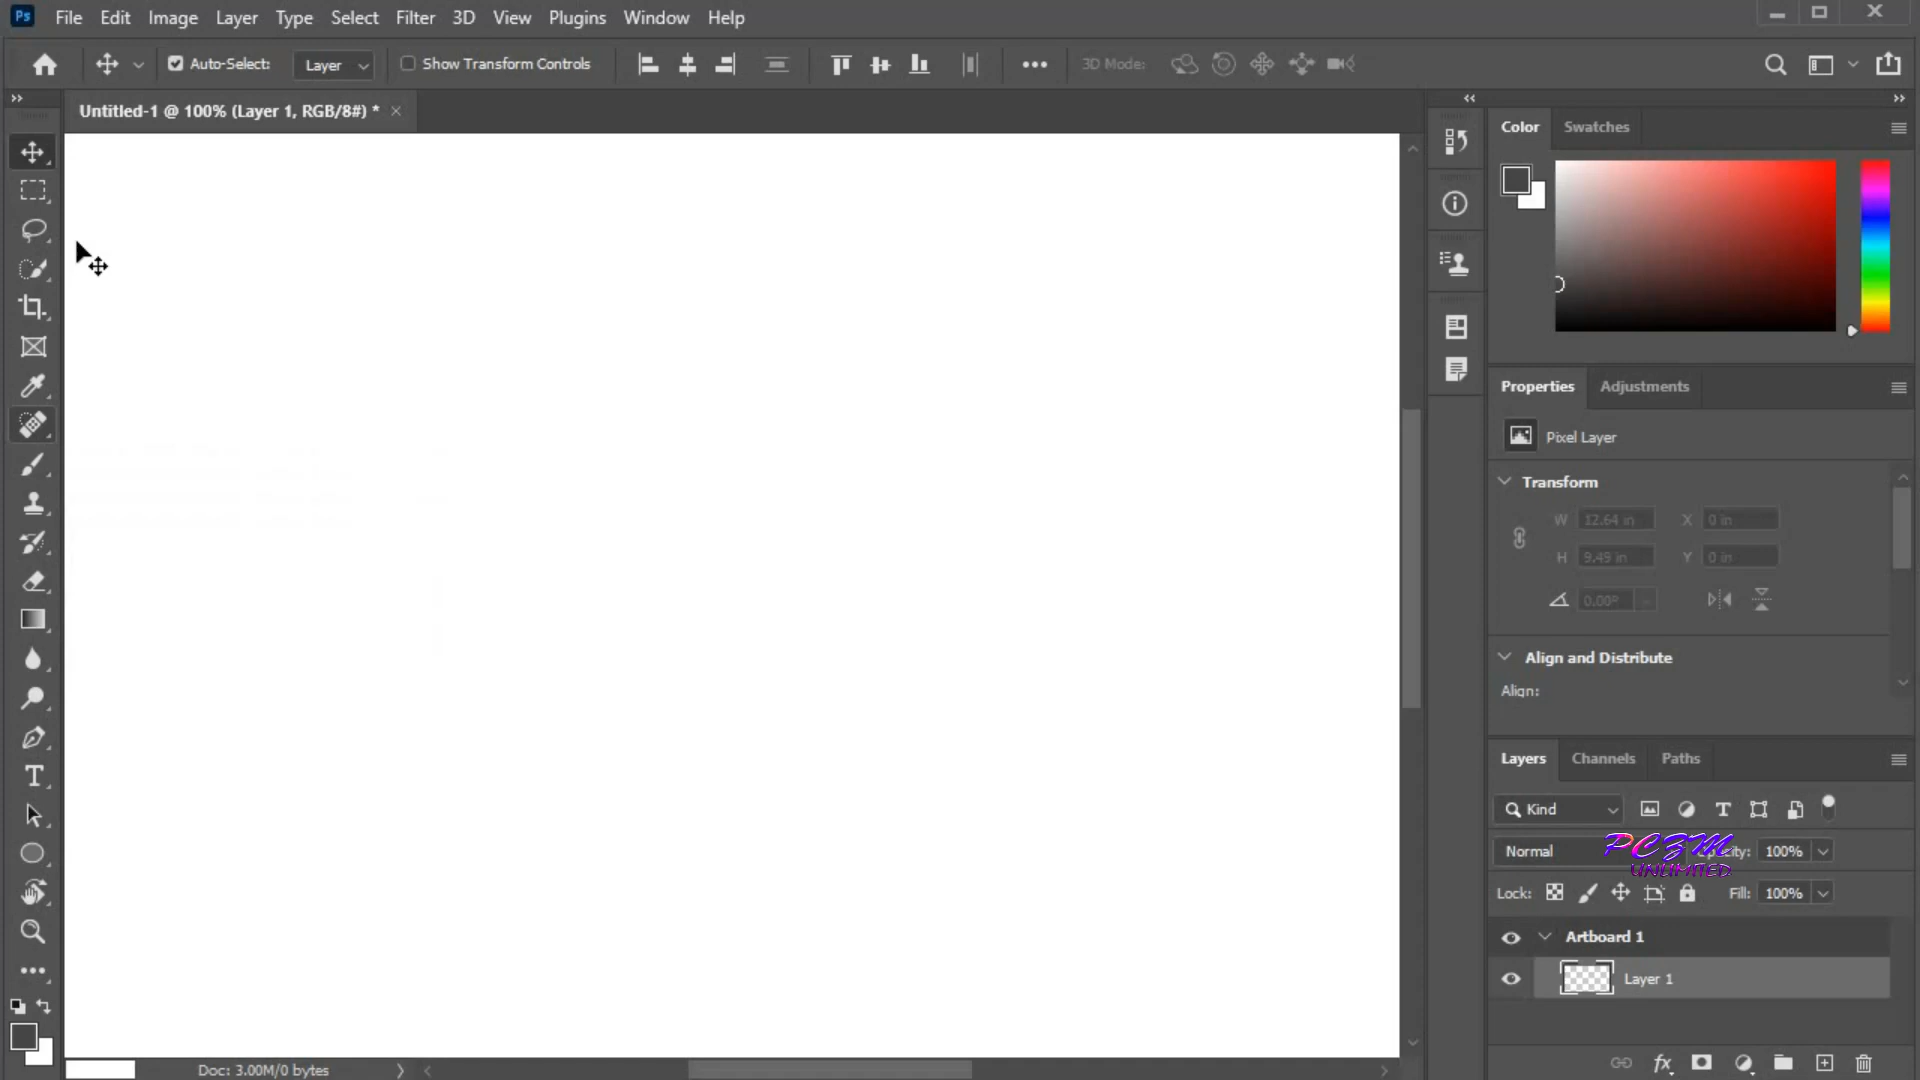 Ps File Edit Image Layer Type Select Filter 3D View Plugins Window Help
Auto-Select: Layer Show Transform Controls 3D Mode:
Untitled-1 @ 100% (Layer 1, RGB/8#) *
Color Swatches
Properties Adjustments
Pixel Layer
Transform
W 12.64 in X 0 in
H 9.49 in Y 0 in
0.00°
Align and Distribute
Align:
Layers Channels Paths
Kind
Normal Opacity: 100%
PCZM
UNLIMITED
Lock: Fill: 100%
Artboard 1
Layer 1
Doc: 3.00M/0 bytes